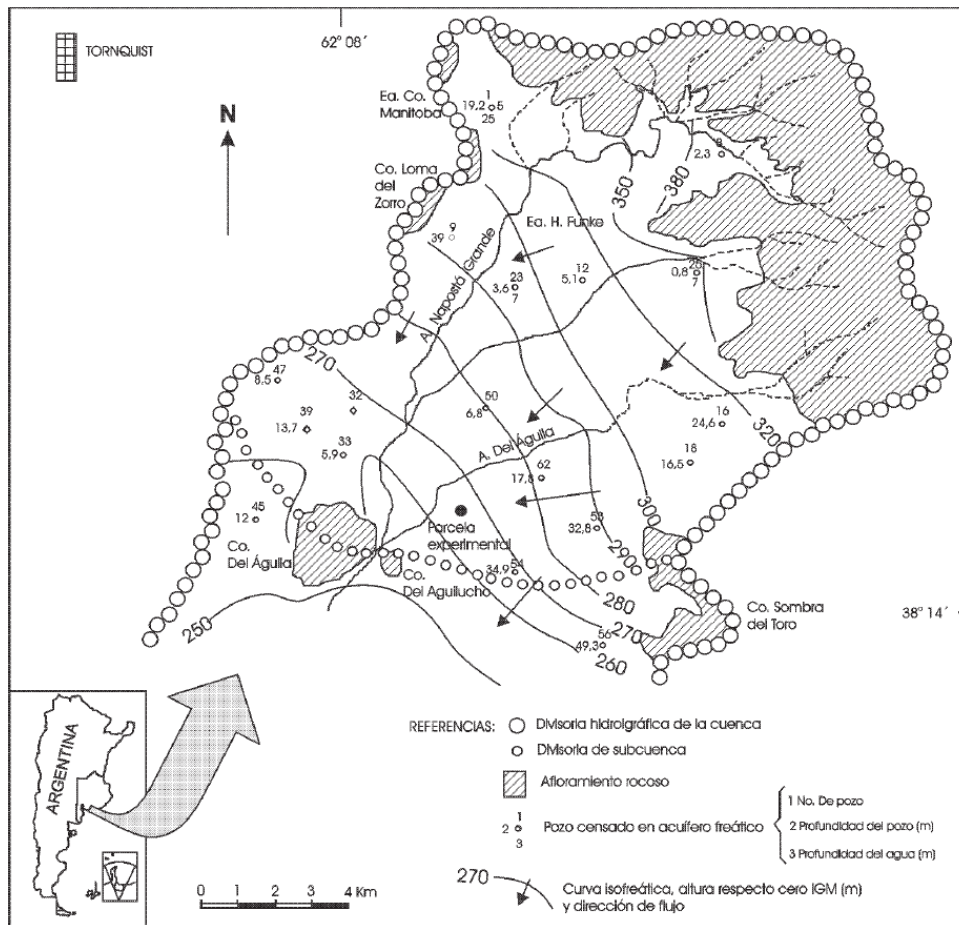 TORNQUIST
62° 08´
N
Ea. Co.
Manitoba
1
19,2 5
25
Co. Loma
del
Zorro
8
2,3
350
380
Ea. H. Funke
9
39
A. Napostá Grande
23
3,6
7
12
5,1
0,8
7
270
47
8,5
32
39
13,7
33
5,9
50
6,8
16
24,6
320
18
16,5
A. Del Águila
62
17,8
300
45
12
Parcela
experimental
53
32,8
290
Co.
Del Águila
54
34,9
Co.
Del Aguilucho
280
270
260
250
56
49,3
Co. Sombra
del Toro
38° 14´
ARGENTINA
0 1 2 3 4 Km
REFERENCIAS:
Divisoria hidrolgráfica de la cuenca
Divisoria de subcuenca
Afloramiento rocoso
1
2
3
Pozo censado en acuífero freático
1 No. De pozo
2 Profundidad del pozo (m)
3 Profundidad del agua (m)
270
Curva isofreática, altura respecto cero IGM (m)
y dirección de flujo